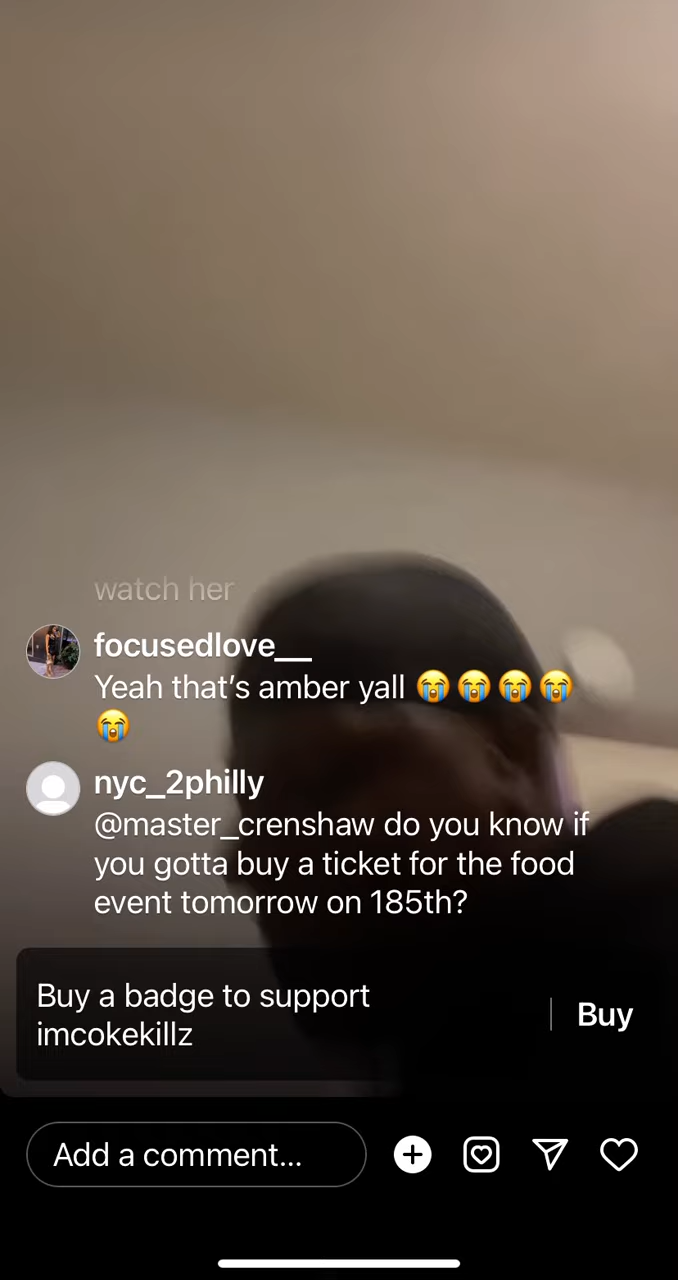 watch her
focusedlove__
Yeah that's amber yall 😭😭😭😭
😭
nyc_2philly
@master_crenshaw do you know if
you gotta buy a ticket for the food
event tomorrow on 185th?
Buy a badge to support
imcokekillz
Buy
Add a comment...